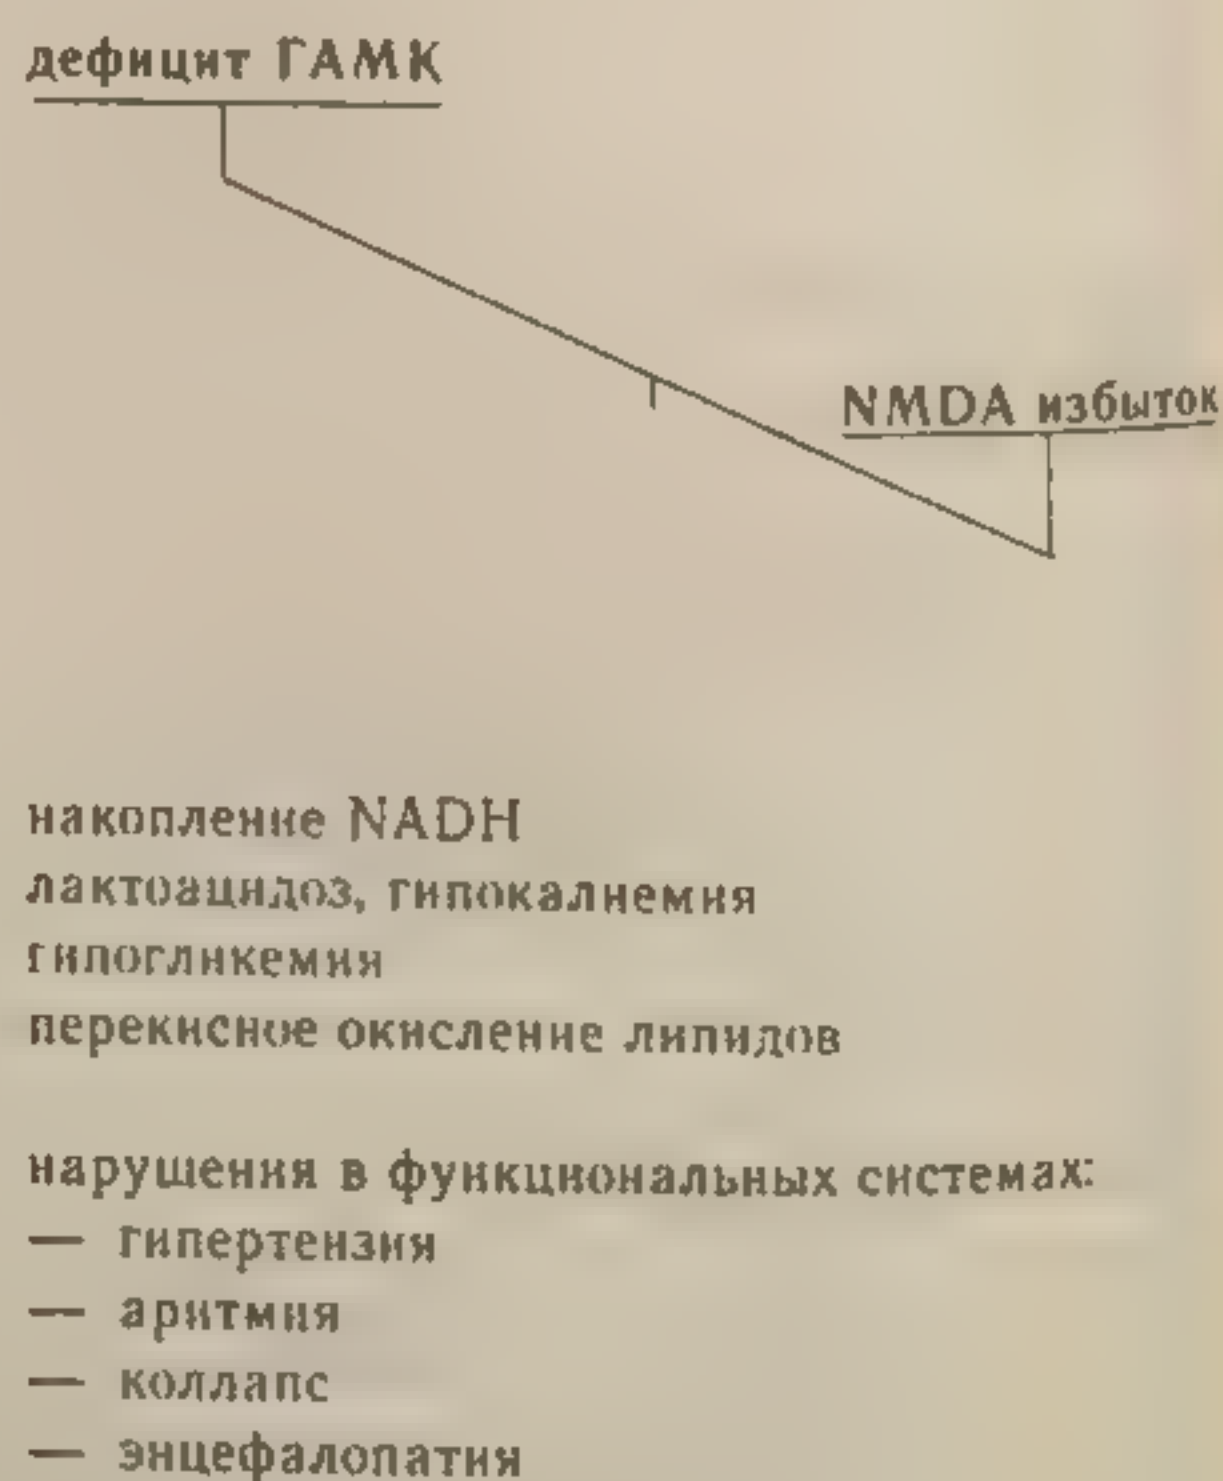 дефицит ГАМК
NMDA избыток
накопление NADH
лактоацидоз, гипокалиемия
гипогликемия
перекисное окисление липидов
нарушения в функциональных системах:
— гипертензия
— аритмия
— коллапс
— энцефалопатия